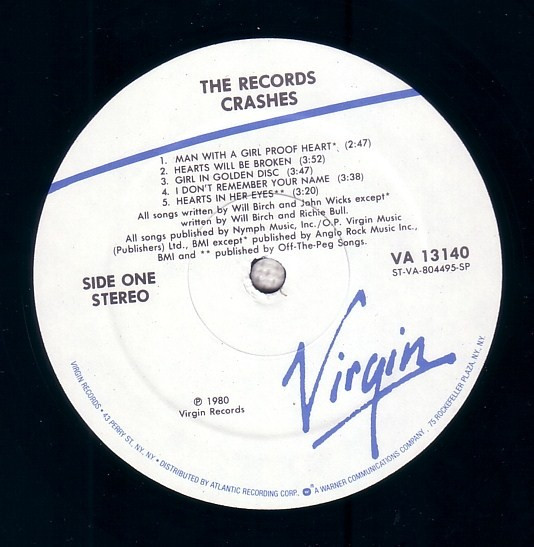 THE RECORDS
CRASHES
1. MAN WITH A GIRL PROOF HEART*. (2:47)
2. HEARTS WILL BE BROKEN (3:52)
3. GIRL IN GOLDEN DISC (3:47)
4. I DON'T REMEMBER YOUR NAME (3:38)
5. HEARTS IN HER EYES** (3:20)
All songs written by Will Birch and John Wicks except*
written by Will Birch and Richie Bull.
All songs published by Nymph Music, Inc./O.P. Virgin Music
(Publishers) Ltd., BMI except* published by Anglo Rock Music Inc.,
BMI and ** published by Off-The-Peg Songs.
SIDE ONE
STEREO
VA 13140
ST-VA-804495-SP
Virgin
℗ 1980
Virgin Records
VIRGIN RECORDS • 43 PERRY ST, NY, NY • DISTRIBUTED BY ATLANTIC RECORDING CORP. ® A WARNER COMMUNICATIONS COMPANY. 75 ROCKEFELLER PLAZA, NY, NY.